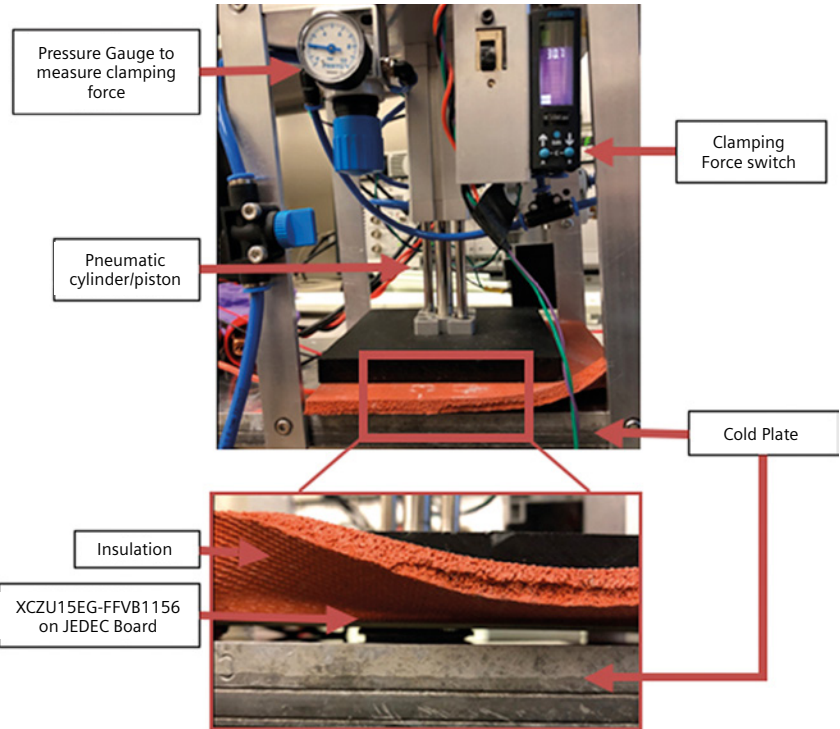 Pressure Gauge to
measure clamping
force
Clamping
Force switch
Pneumatic
cylinder/piston
Cold Plate
Insulation
XCZU15EG-FFVB1156
on JEDEC Board